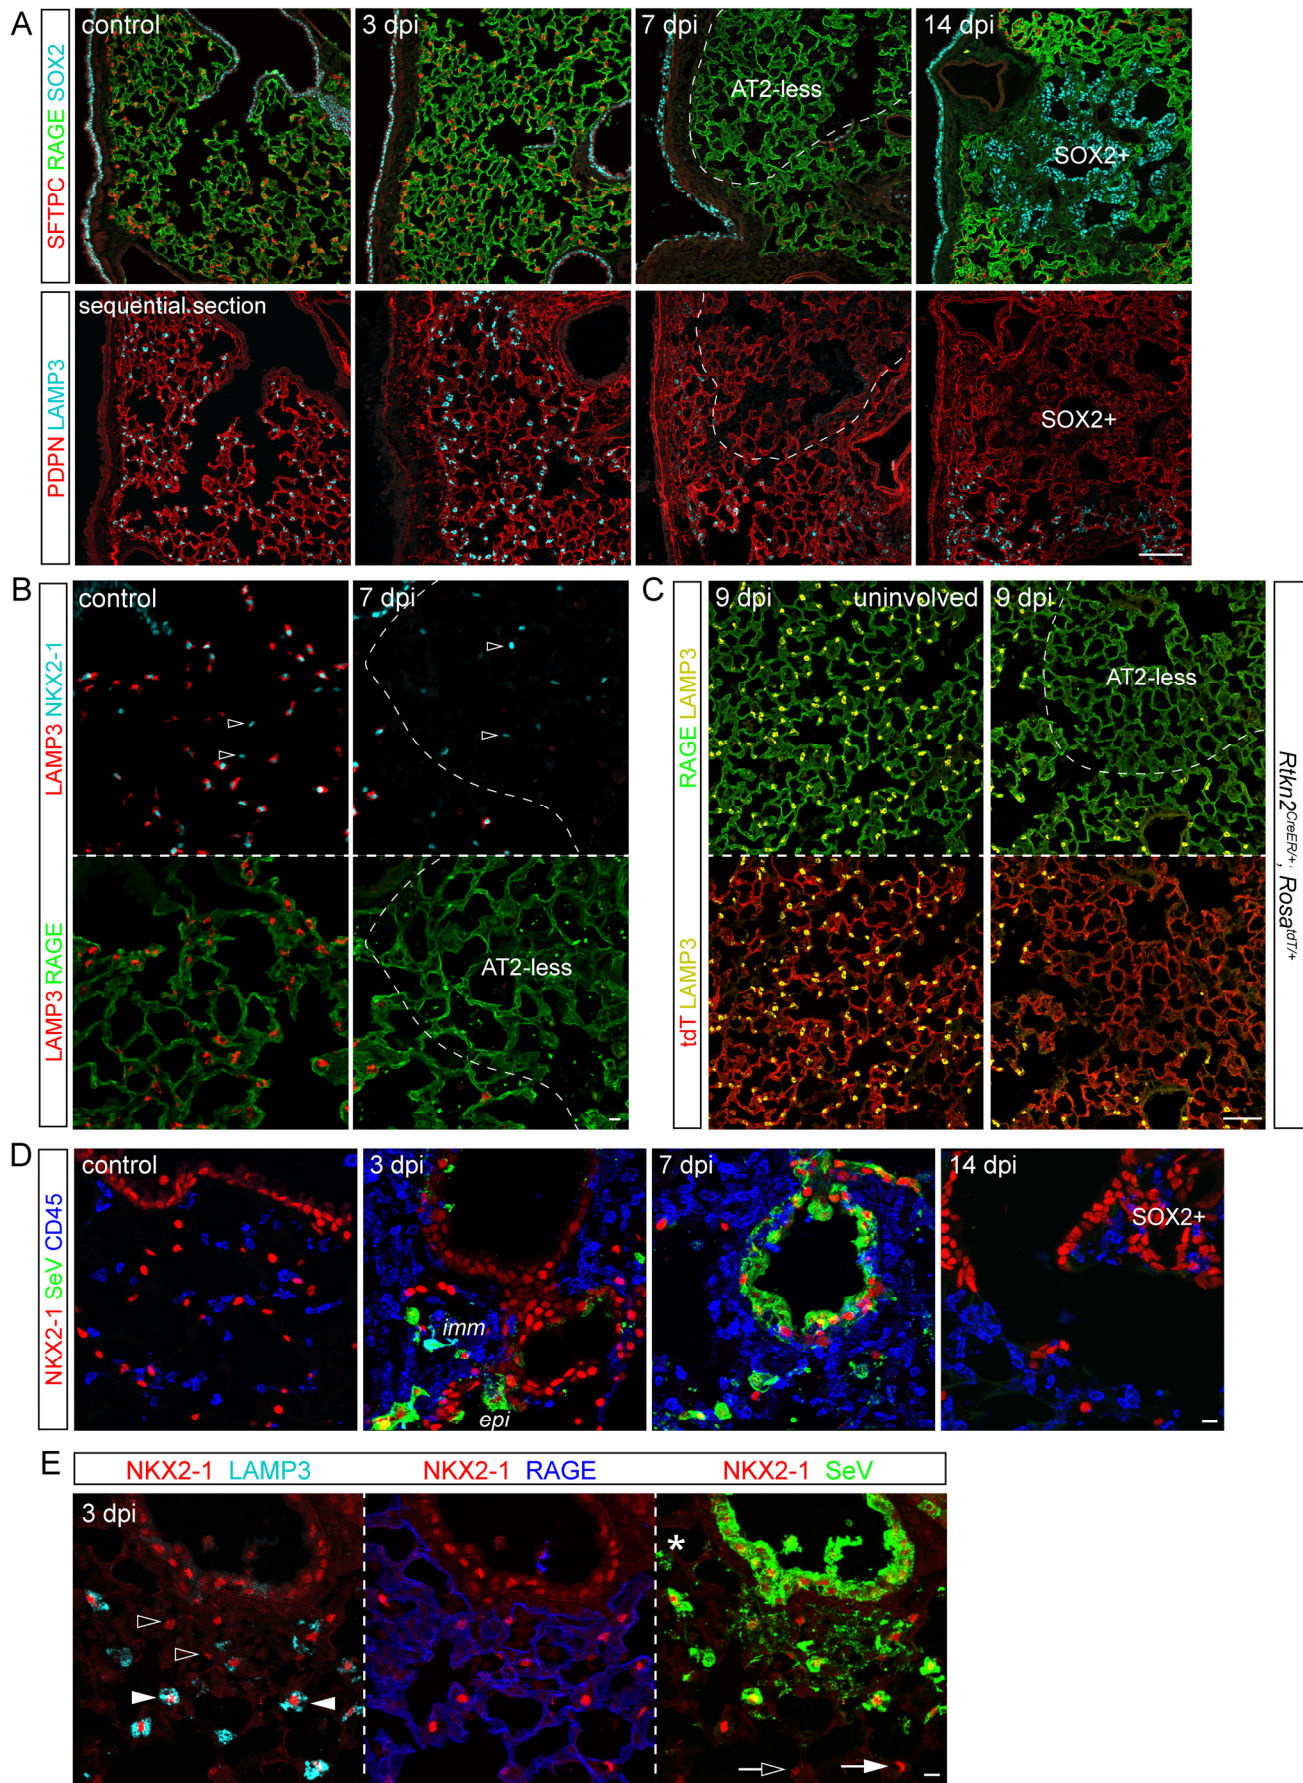 A
SFTPC RAGE SOX2
control
3 dpi
7 dpi
14 dpi
AT2-less
SOX2+
PDPN LAMP3
sequential section
SOX2+
B
LAMP3 NKX2-1
control
7 dpi
LAMP3 RAGE
AT2-less
C
RAGE LAMP3
9 dpi
uninvolved
9 dpi
AT2-less
tdT LAMP3
Rtkn2CreER/+; RosatdT/+
D
NKX2-1 SeV CD45
control
3 dpi
7 dpi
14 dpi
imm
epi
SOX2+
E
NKX2-1 LAMP3
NKX2-1 RAGE
NKX2-1 SeV
3 dpi
*